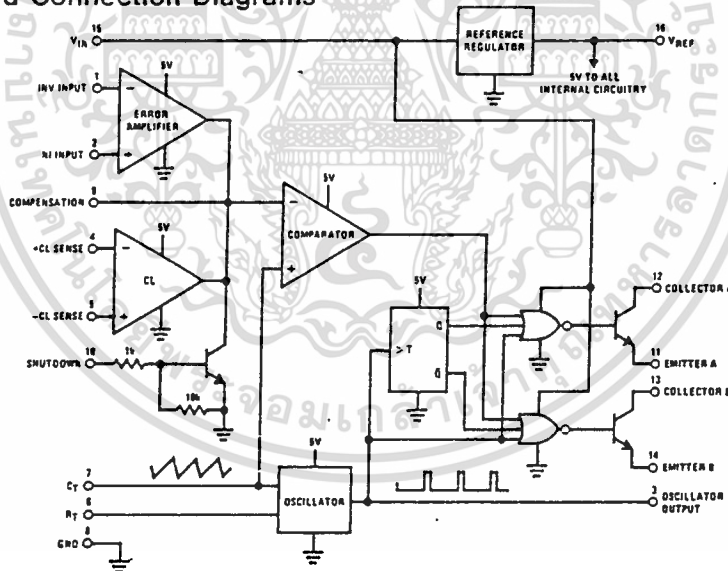 d Connection Diagrams
15
VIN
REFERENCE
REGULATOR
16
VREF
5V TO ALL
INTERNAL CIRCUITRY
1
INV INPUT
5V
ERROR
AMPLIFIER
2
NI INPUT
9
COMPENSATION
5V
COMPARATOR
4
+CL SENSE
5V
CL
5
-CL SENSE
10
SHUTDOWN
1k
10k
5V
> T
Q
Q̅
12
COLLECTOR A
11
EMITTER A
13
COLLECTOR B
14
EMITTER B
7
CT
5V
OSCILLATOR
6
RT
3
OSCILLATOR
OUTPUT
8
GND